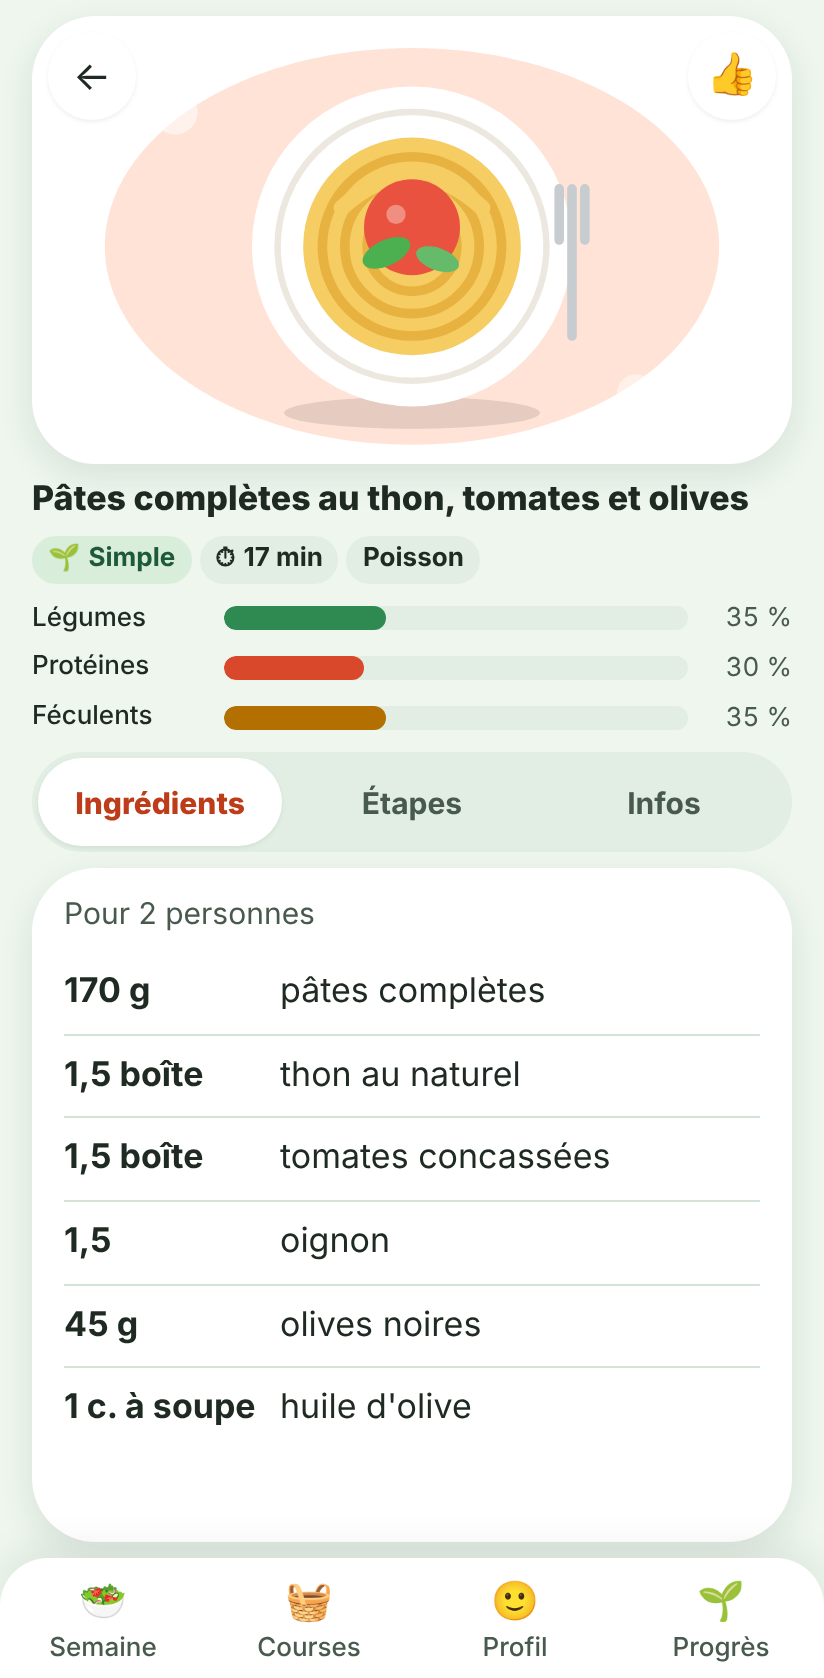 Pâtes complètes au thon, tomates et olives
Simple
17 min
Poisson
Légumes 35 %
Protéines 30 %
Féculents 35 %
Ingrédients
Étapes
Infos
Pour 2 personnes
170 g pâtes complètes
1,5 boîte thon au naturel
1,5 boîte tomates concassées
1,5 oignon
45 g olives noires
1 c. à soupe huile d'olive
Semaine
Courses
Profil
Progrès